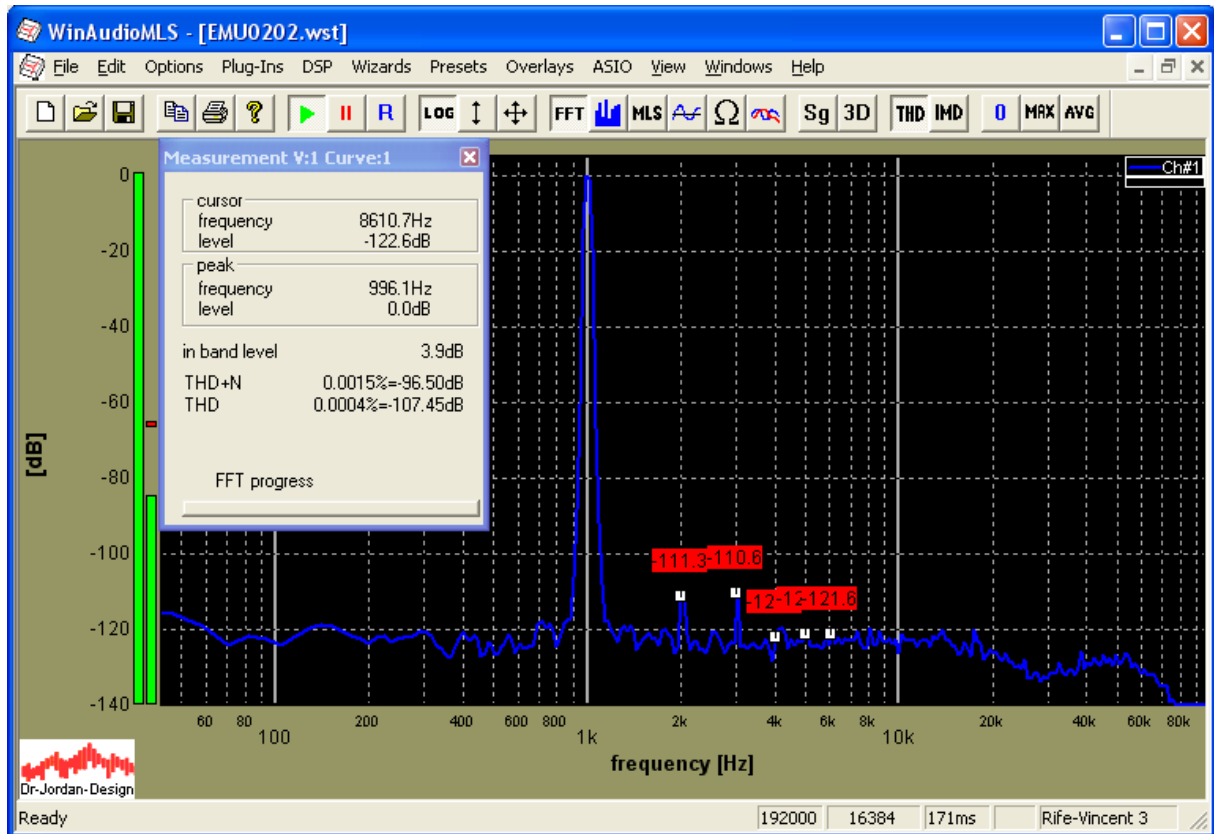 WinAudioMLS - [EMU0202.wst]
File Edit Options Plug-Ins DSP Wizards Presets Overlays ASIO View Windows Help
R LOG FFT MLS Ω Sg 3D THD IMD 0 MAX AVG
Measurement V:1 Curve:1
cursor
frequency 8610.7Hz
level -122.6dB
peak
frequency 996.1Hz
level 0.0dB
in band level 3.9dB
THD+N 0.0015%=-96.50dB
THD 0.0004%=-107.45dB
FFT progress
Ch#1
0
-20
-40
-60
-80
-100
-120
-140
[dB]
-111.3 -110.6
-12 -12 -121.6
60 80 200 400 600 800 2k 4k 6k 8k 20k 40k 60k 80k
100 1k 10k
frequency [Hz]
Dr-Jordan-Design
Ready 192000 16384 171ms Rife-Vincent 3